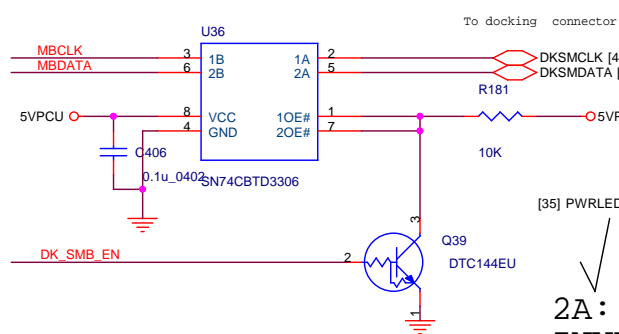 To docking connector
U36
MBCLK 3 1B 1A 2 DKSMCLK [4
MBDATA 6 2B 2A 5 DKSMDATA [
R181
5VPCU 8 VCC 1OE# 1 5VP
4 GND 2OE# 7
C406 10K
0.1u_0402 SN74CBTD3306
[35] PWRLED
3
Q39
DK_SMB_EN 2 DTC144EU
1
2A: